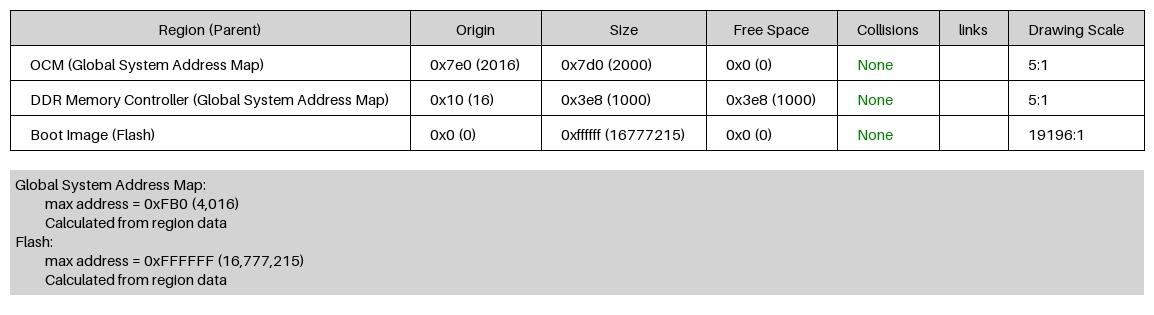 Region (Parent) Origin Size Free Space Collisions links Drawing Scale
OCM (Global System Address Map) 0x7e0 (2016) 0x7d0 (2000) 0x0 (0) None 5:1
DDR Memory Controller (Global System Address Map) 0x10 (16) 0x3e8 (1000) 0x3e8 (1000) None 5:1
Boot Image (Flash) 0x0 (0) 0xffffff (16777215) 0x0 (0) None 19196:1
Global System Address Map:
max address = 0xFB0 (4,016)
Calculated from region data
Flash:
max address = 0xFFFFFF (16,777,215)
Calculated from region data